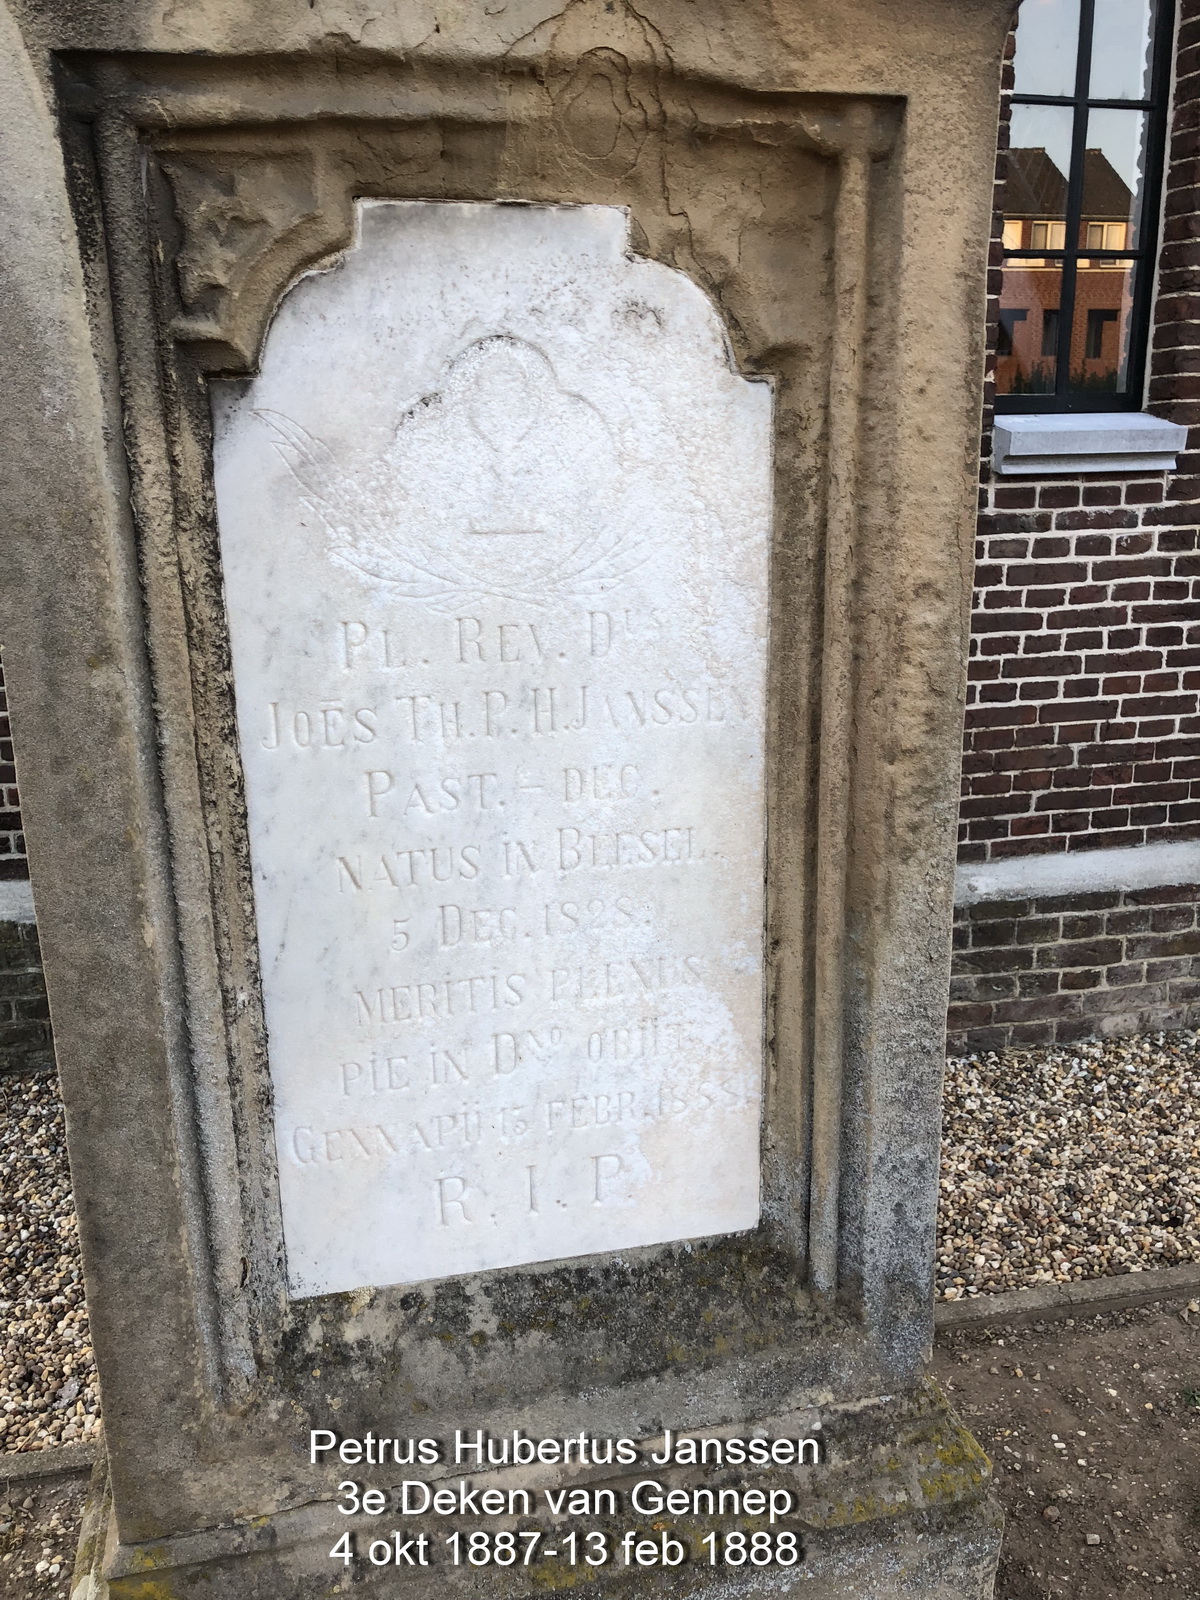 PL. REV. DUS
JOĒS TH. P. H. JANSSEN
PAST. – DEC.
NATUS IN BEESEL
5 DEC. 1828.
MERITIS PLENUS
PIE IN DNO OBIIT
GENNAPII 13 FEBR. 1888.
R. I. P.
Petrus Hubertus Janssen
3e Deken van Gennep
4 okt 1887-13 feb 1888